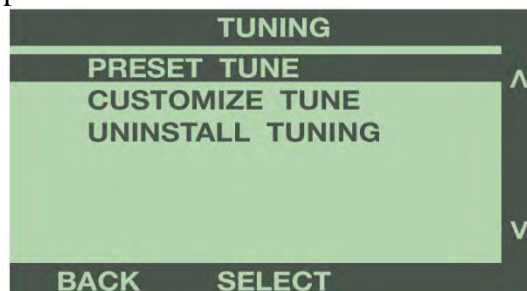 TUNING
PRESET TUNE
CUSTOMIZE TUNE
UNINSTALL TUNING
BACK SELECT